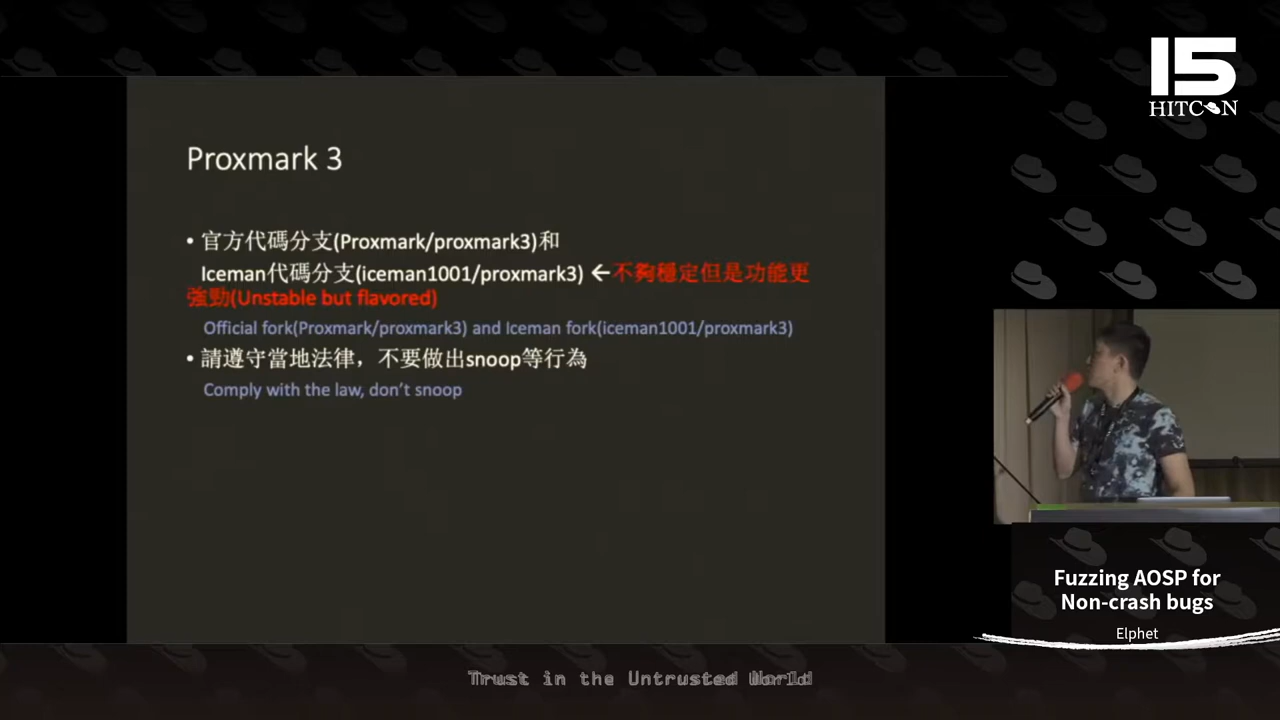 Proxmark 3
• 官方代碼分支(Proxmark/proxmark3)和
Iceman代碼分支(iceman1001/proxmark3) ←不夠穩定但是功能更
強勁(Unstable but flavored)
Official fork(Proxmark/proxmark3) and Iceman fork(iceman1001/proxmark3)
• 請遵守當地法律，不要做出snoop等行為
Comply with the law, don’t snoop
15
HITCON
Fuzzing AOSP for
Non-crash bugs
Elphet
Trust in the Untrusted World